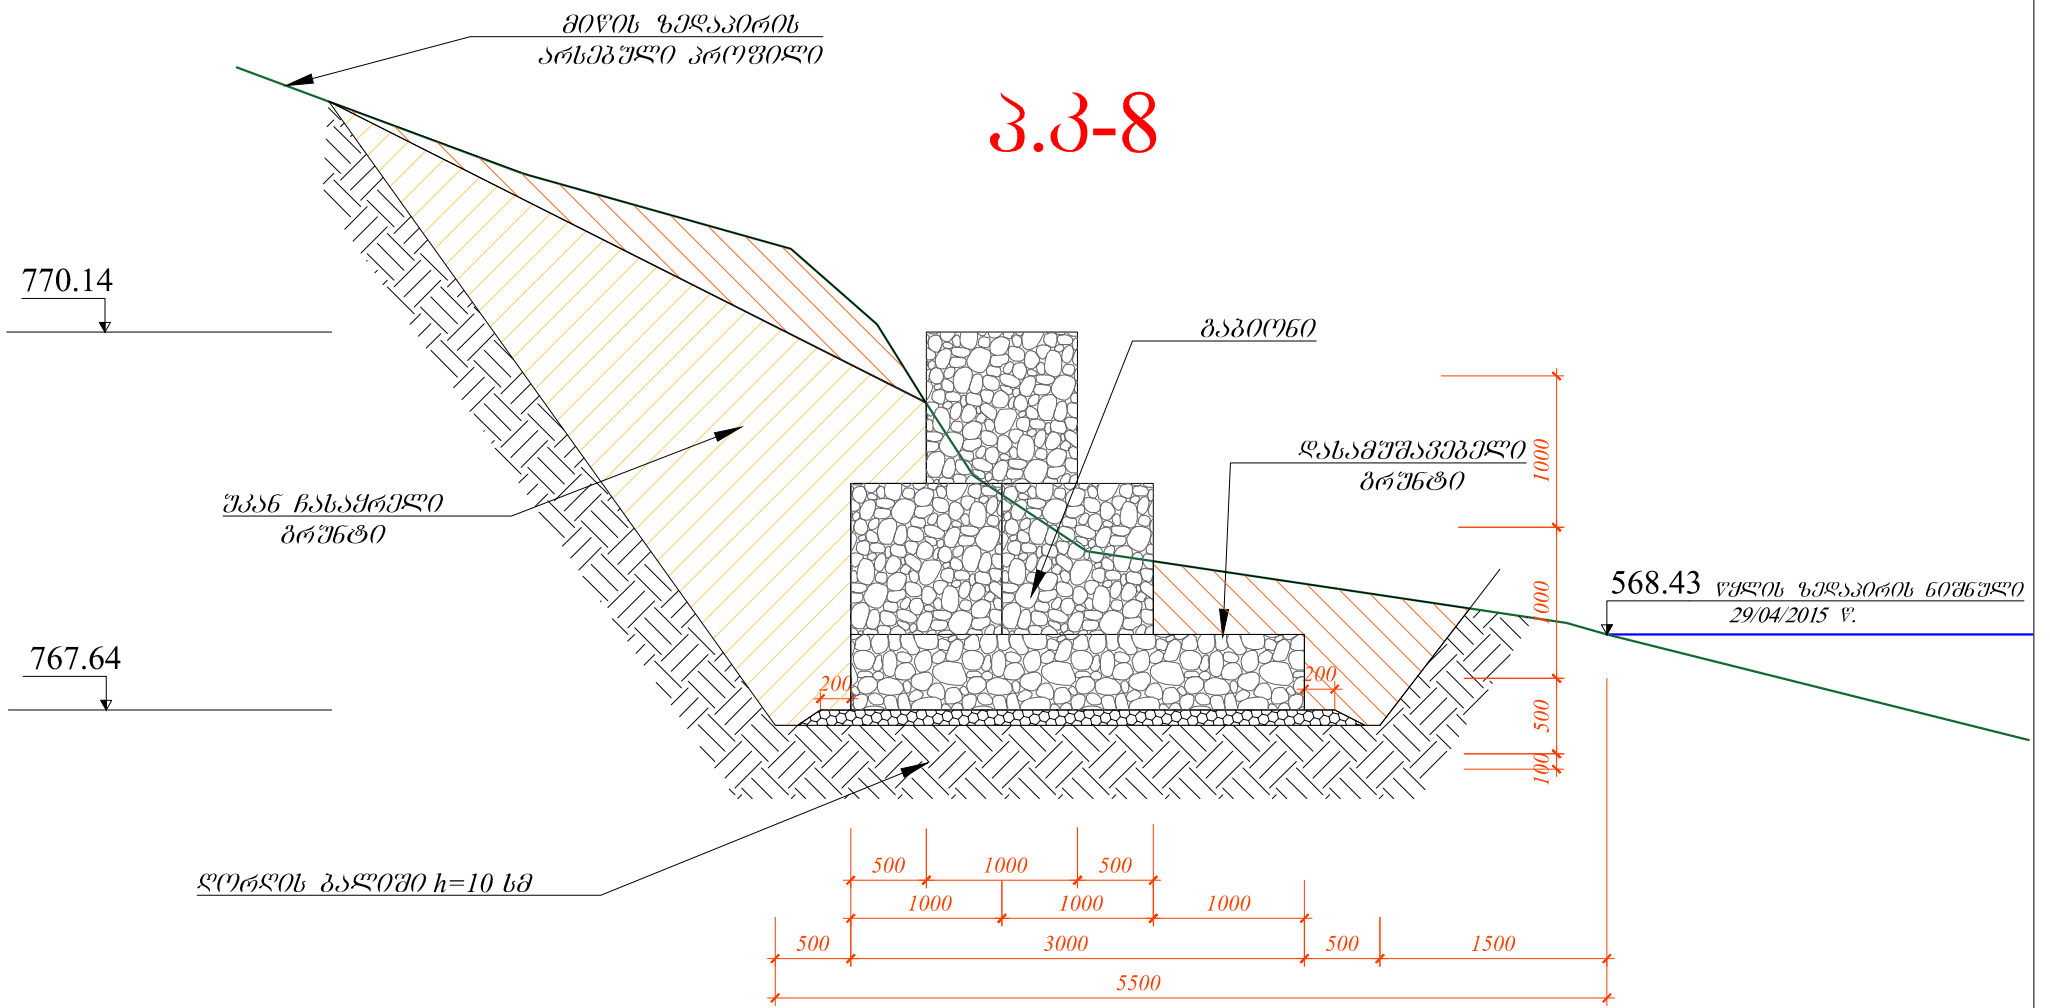 მიწის ზედაპირის
არსებული პროფილი
პ.კ-8
770.14
გაბიონი
დასამუშავებელი
გრუნტი
1000
უკან ჩასაყრელი
გრუნტი
568.43 წყლის ზედაპირის ნიშნული
29/04/2015 წ.
1000
767.64
200
200
500
100
ღორღის ბალიში h=10 სმ
500 1000 500
1000 1000 1000
500 3000 500 1500
5500